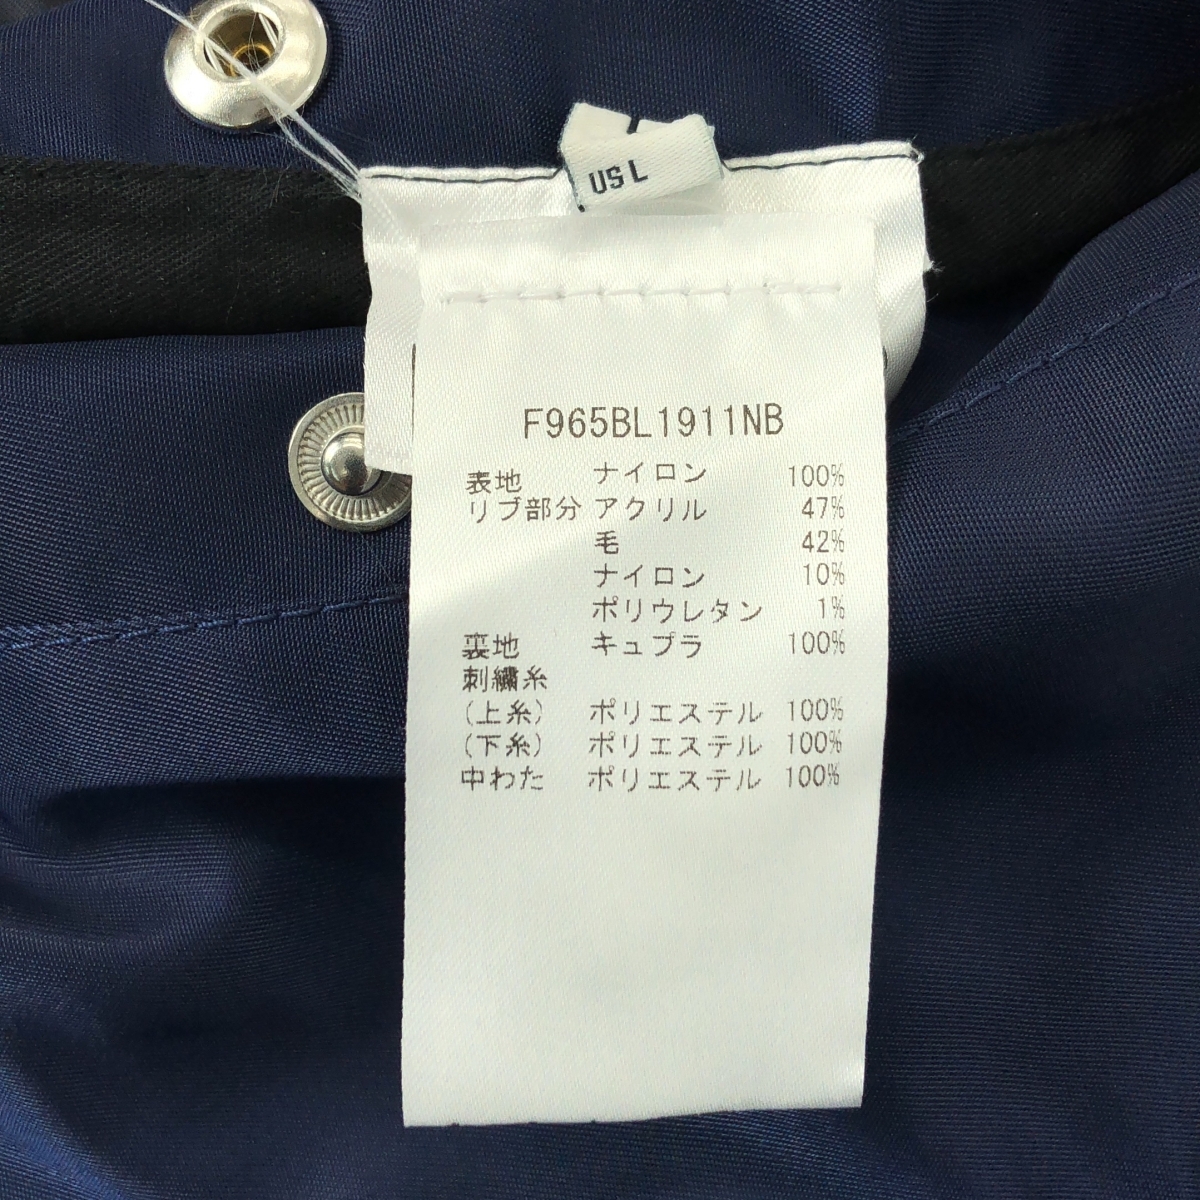 US L
F965BL1911NB
表地 ナイロン 100%
リブ部分 アクリル 47%
毛 42%
ナイロン 10%
ポリウレタン 1%
裏地 キュプラ 100%
刺繍糸
(上糸) ポリエステル 100%
(下糸) ポリエステル 100%
中わた ポリエステル 100%